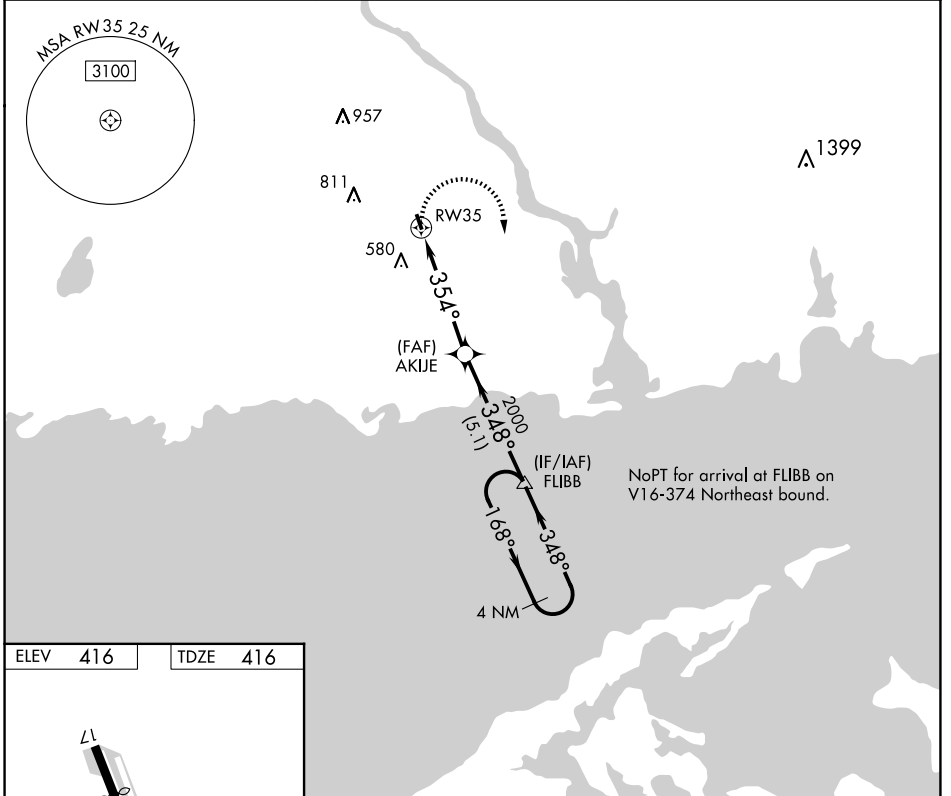 MSA RW35 25 NM
3100
957
1399
811
RW35
580
354°
(FAF)
AKIJE
2000
348°
(5.1)
(IF/IAF)
FLIBB
NoPT for arrival at FLIBB on
V16-374 Northeast bound.
168°
348°
4 NM
ELEV 416
TDZE 416
17